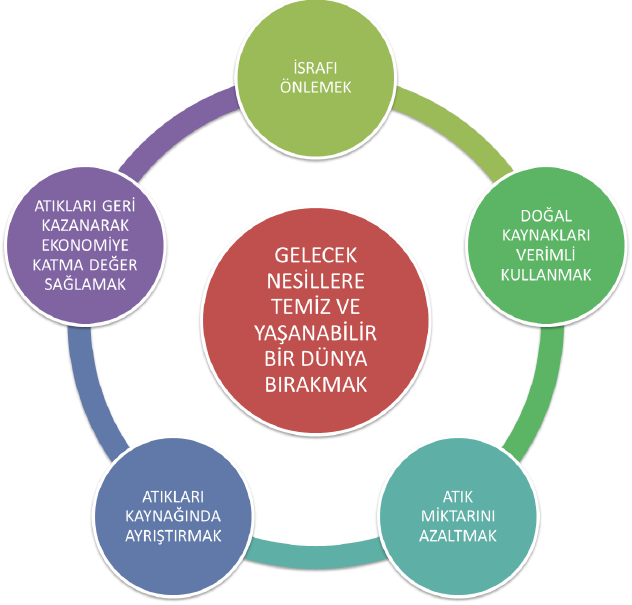 İSRAFI
ÖNLEMEK
DOĞAL
KAYNAKLARI
VERİMLİ
KULLANMAK
ATIK
MİKTARINI
AZALTMAK
ATIKLARI
KAYNAĞINDA
AYRIŞTIRMAK
ATIKLARI GERİ
KAZANARAK
EKONOMİYE
KATMA DEĞER
SAĞLAMAK
GELECEK
NESİLLERE
TEMİZ VE
YAŞANABİLİR
BİR DÜNYA
BIRAKMAK